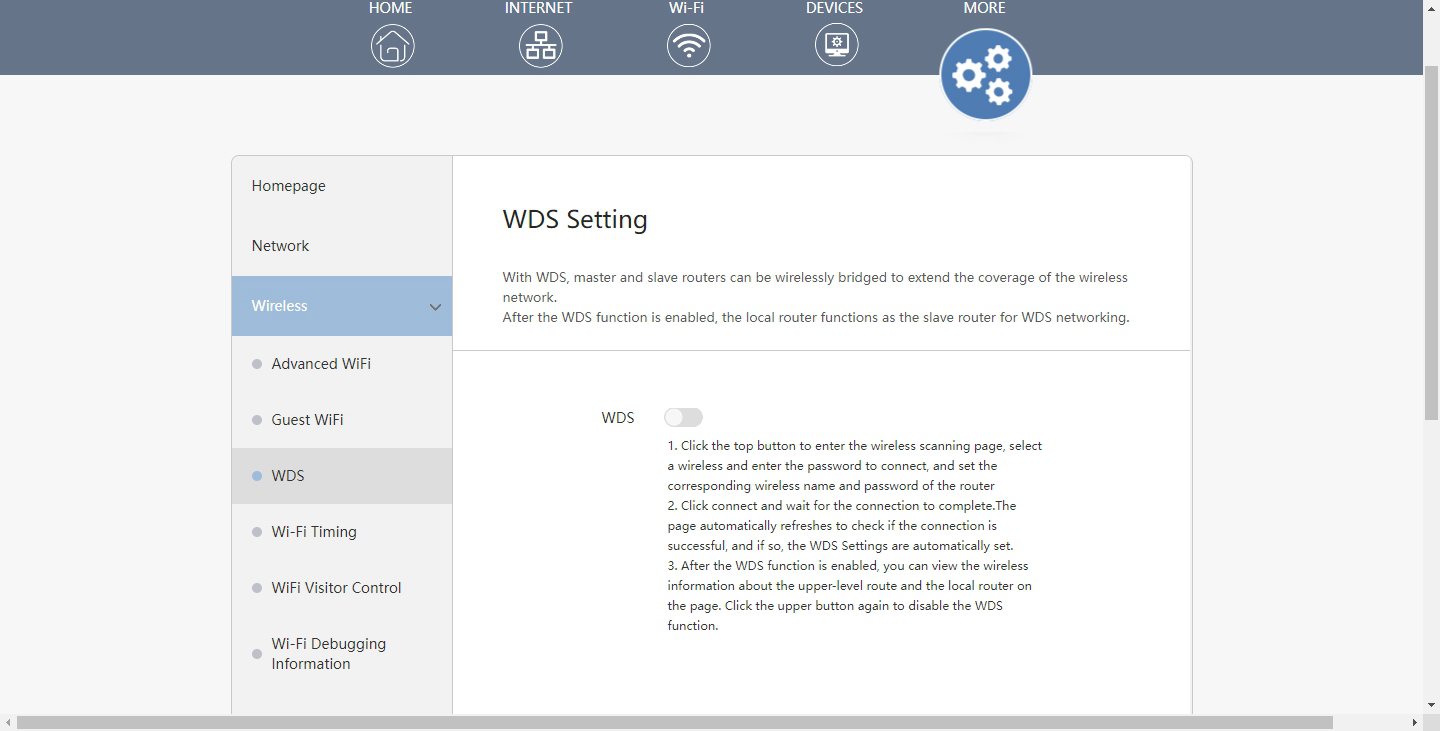 HOME
INTERNET
Wi-Fi
DEVICES
MORE
Homepage
Network
Wireless
Advanced WiFi
Guest WiFi
WDS
Wi-Fi Timing
WiFi Visitor Control
Wi-Fi Debugging
Information
WDS Setting
With WDS, master and slave routers can be wirelessly bridged to extend the coverage of the wireless
network.
After the WDS function is enabled, the local router functions as the slave router for WDS networking.
WDS
1. Click the top button to enter the wireless scanning page, select
a wireless and enter the password to connect, and set the
corresponding wireless name and password of the router
2. Click connect and wait for the connection to complete.The
page automatically refreshes to check if the connection is
successful, and if so, the WDS Settings are automatically set.
3. After the WDS function is enabled, you can view the wireless
information about the upper-level route and the local router on
the page. Click the upper button again to disable the WDS
function.